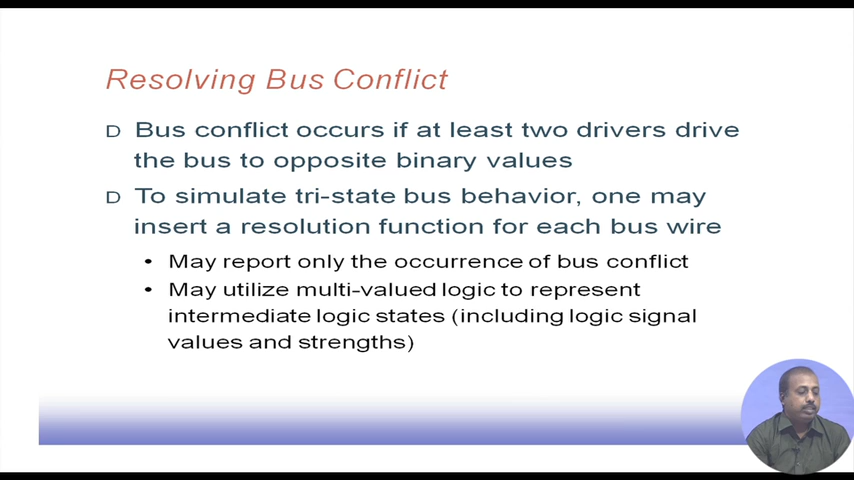 Resolving Bus Conflict
D Bus conflict occurs if at least two drivers drive
the bus to opposite binary values
D To simulate tri-state bus behavior, one may
insert a resolution function for each bus wire
• May report only the occurrence of bus conflict
• May utilize multi-valued logic to represent
intermediate logic states (including logic signal
values and strengths)